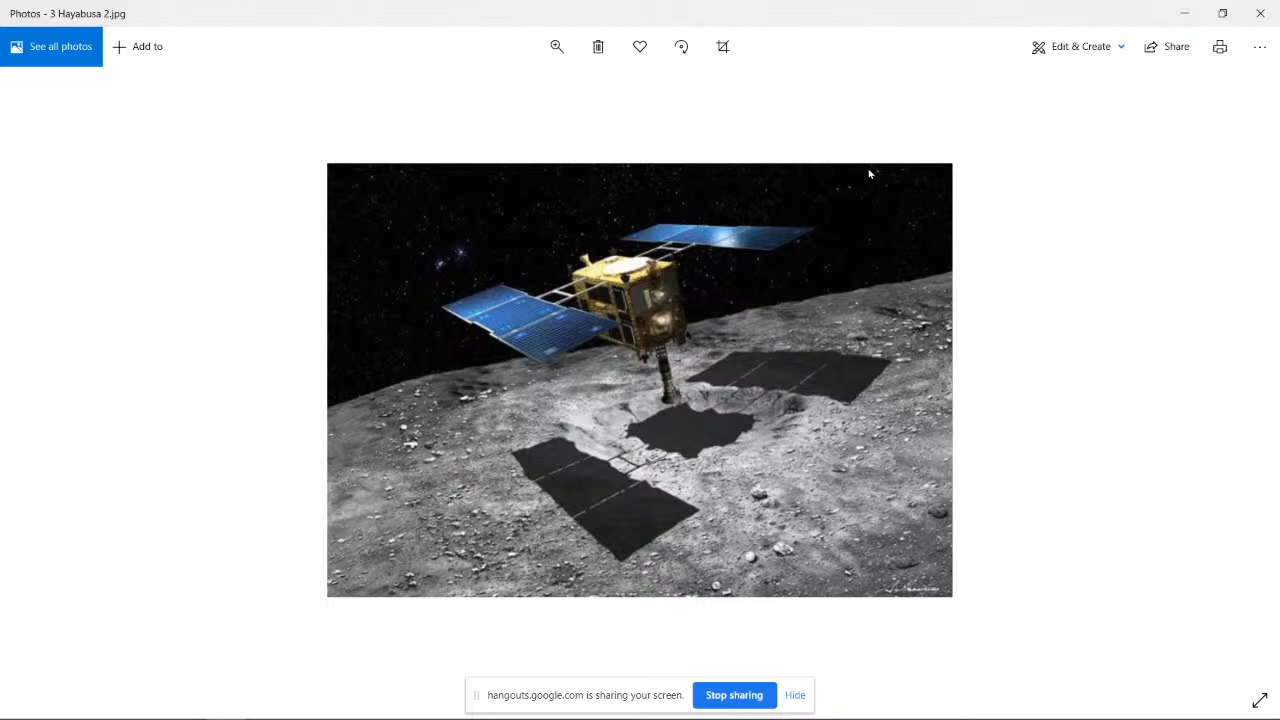 Photos - 3 Hayabusa 2.jpg
See all photos
Add to
Edit & Create
Share
hangouts.google.com is sharing your screen.
Stop sharing
Hide